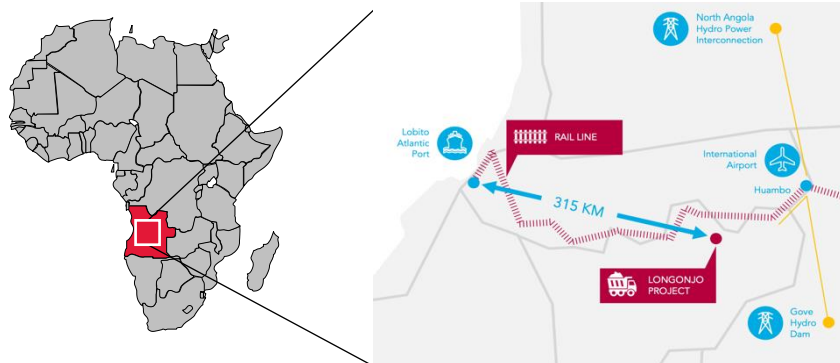 North Angola
Hydro Power
Interconnection
Lobito
Atlantic
Port
RAIL LINE
International
Airport
Huambo
315 KM
LONGONJO
PROJECT
Gove
Hydro
Dam